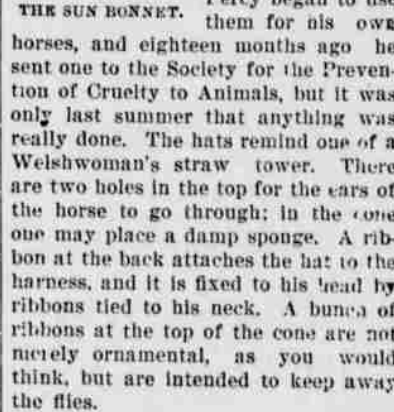 THE SUN BONNET.
Percy began to use
them for his own
horses, and eighteen months ago he
sent one to the Society for the Preven-
tion of Cruelty to Animals, but it was
only last summer that anything was
really done. The hats remind one of a
Welshwoman's straw tower. There
are two holes in the top for the ears of
the horse to go through; in the cone
one may place a damp sponge. A rib-
bon at the back attaches the hat to the
harness, and it is fixed to his head by
ribbons tied to his neck. A bunch of
ribbons at the top of the cone are not
merely ornamental, as you would
think, but are intended to keep away
the flies.